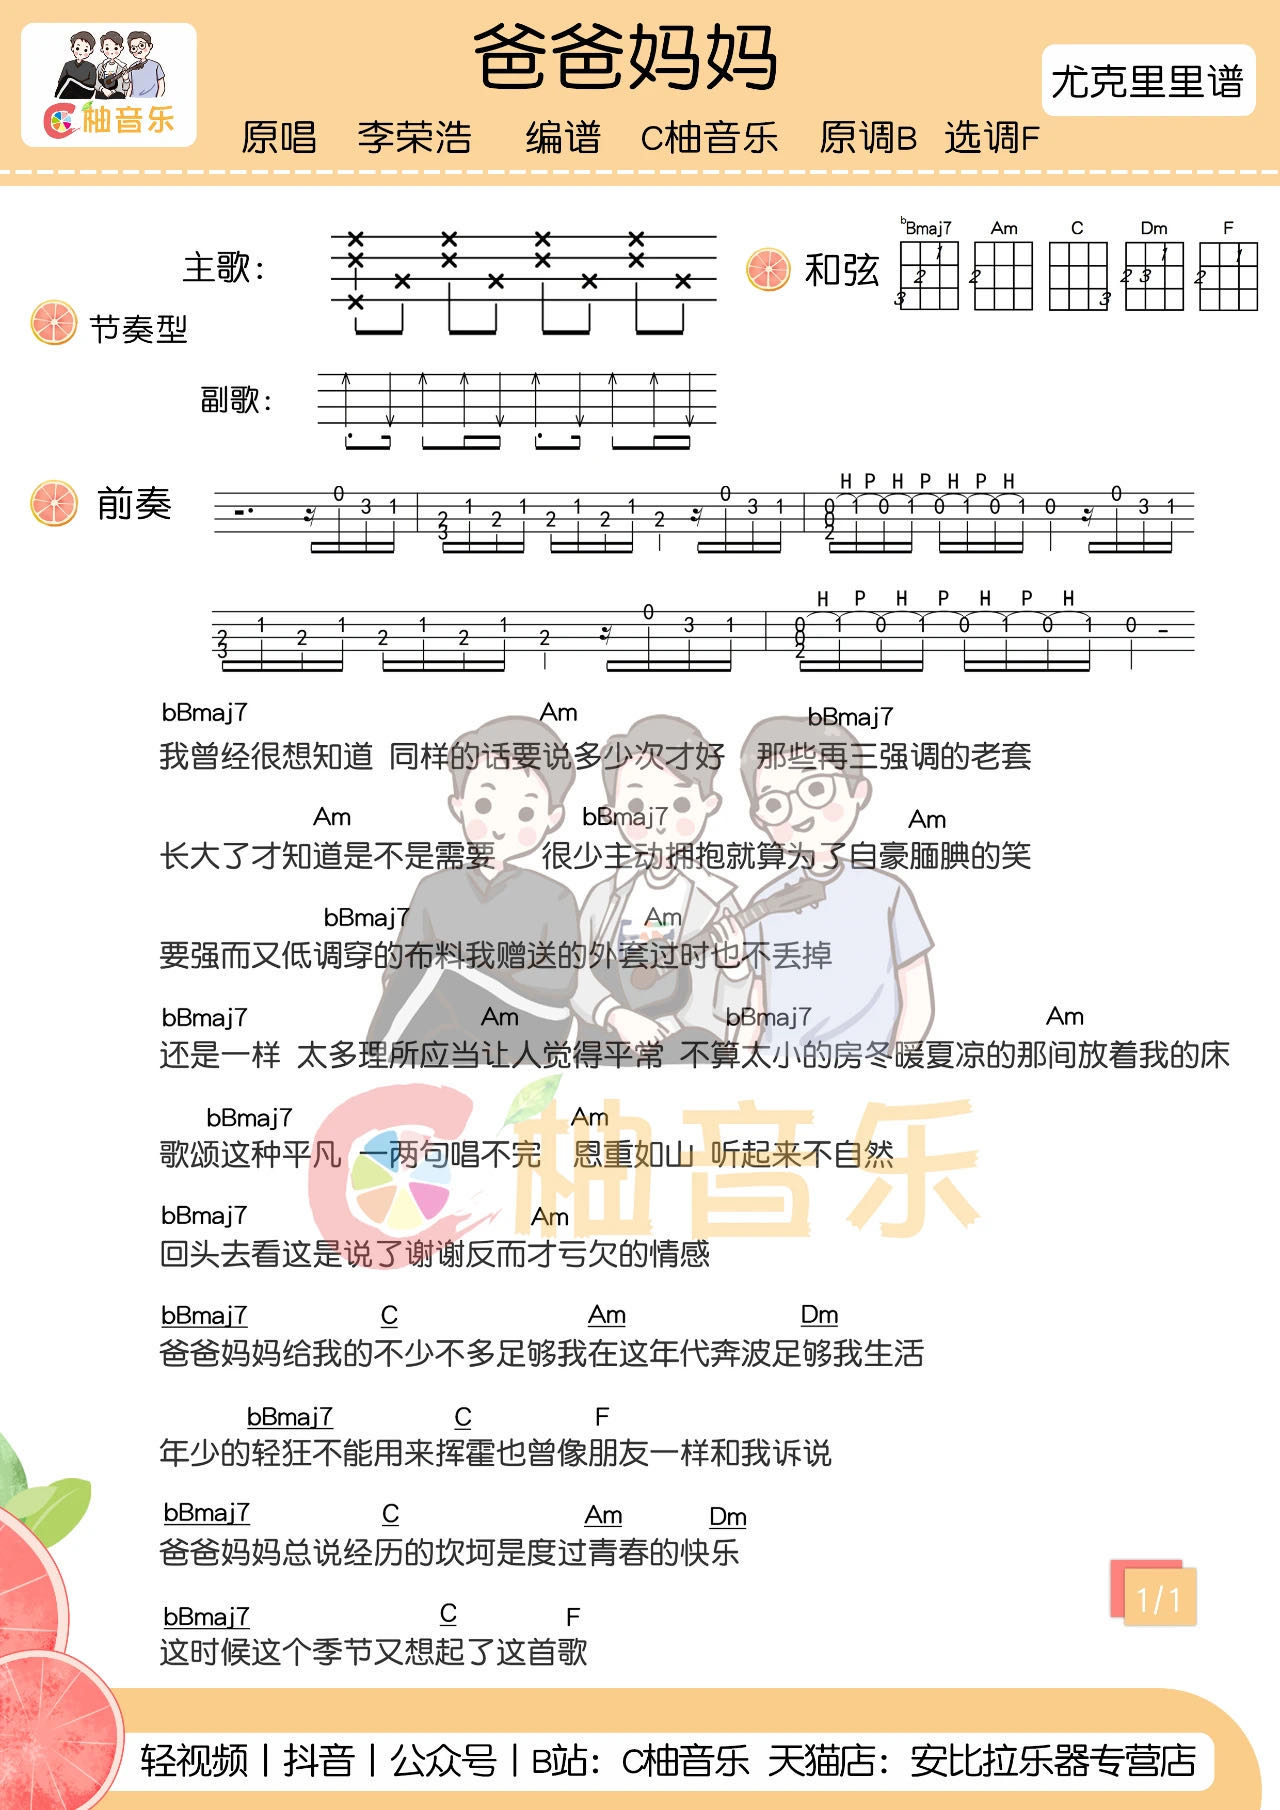 爸爸妈妈
C柚音乐
尤克里里谱
原唱 李荣浩 编谱 C柚音乐 原调B 选调F
主歌：
和弦
bBmaj7 Am C Dm F
1 2 3 2 3 1 2 3 1 2
节奏型
副歌：
前奏
H P H P H P H
0 3 1 2 3 1 2 1 2 1 2 1 2 0 3 1 0 0 2 1 0 1 0 1 0 1 0 0 3 1
H P H P H P H
2 3 1 2 1 2 1 2 1 2 0 3 1 0 0 2 1 0 1 0 1 0 1 0
bBmaj7 Am bBmaj7
我曾经很想知道 同样的话要说多少次才好 那些再三强调的老套
Am bBmaj7 Am
长大了才知道是不是需要 很少主动拥抱就算为了自豪腼腆的笑
bBmaj7 Am
要强而又低调穿的布料我赠送的外套过时也不丢掉
bBmaj7 Am bBmaj7 Am
还是一样 太多理所应当让人觉得平常 不算太小的房冬暖夏凉的那间放着我的床
bBmaj7 Am
歌颂这种平凡 一两句唱不完 恩重如山 听起来不自然
bBmaj7 Am
回头去看这是说了谢谢反而才亏欠的情感
bBmaj7 C Am Dm
爸爸妈妈给我的不少不多足够我在这年代奔波足够我生活
bBmaj7 C F
年少的轻狂不能用来挥霍也曾像朋友一样和我诉说
bBmaj7 C Am Dm
爸爸妈妈总说经历的坎坷是度过青春的快乐
bBmaj7 C F
这时候这个季节又想起了这首歌
C柚音乐
1/1
轻视频｜抖音｜公众号｜B站：C柚音乐 天猫店：安比拉乐器专营店